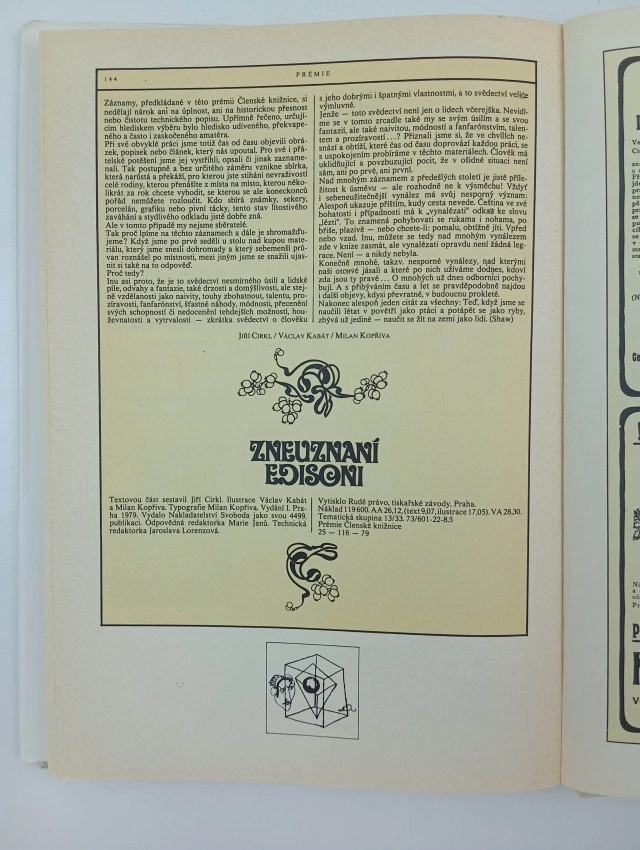 144
PRÉMIE
Záznamy, předkládané v této prémii Členské knižnice, si
nedělají nárok ani na úplnost, ani na historickou přesnost
nebo čistotu technického popisu. Upřímně řečeno, určují-
cím hlediskem výběru bylo hledisko udiveného, překvape-
ného a často i zaskočeného amatéra.
Při své obvyklé práci jsme totiž čas od času objevili obrá-
zek, popisek nebo článek, který nás upoutal. Pro své i přá-
telské potěšení jsme jej vystřihli, opsali či jinak zazname-
nali. Tak postupně a bez určitého záměru vznikne sbírka,
která narůstá a překáží, pro kterou jste stíháni nevraživostí
celé rodiny, kterou přenášíte z místa na místo, kterou něko-
likrát za rok chcete vyhodit, se kterou se ale koneckonců
pořád nemůžete rozloučit. Kdo sbírá známky, sekery,
porcelán, grafiku nebo pivní tácky, tento stav lítostivého
zaváhání a stydlivého odkladu jistě dobře zná.
Ale v tomto případě my nejsme sběratelé.
Tak proč lpíme na těchto záznamech a dále je shromažďu-
jeme? Když jsme po prvé seděli u stolu nad kupou mate-
riálu, který jsme snesli dohromady a který sebemenší prů-
van roznášel po místnosti, mezi jiným jsme se snažili ujas-
nit si také na to odpověď.
Proč tedy?
Inu asi proto, že je to svědectví nesmírného úsilí a lidské
píle, odvahy a fantazie, také drzosti a domýšlivosti, ale stej-
ně vzdělanosti jako naivity, touhy zbohatnout, talentu, pro-
zíravosti, fanfarónství, šťastné náhody, módnosti, přecenění
svých schopností či nedocenění tehdejších možností, hou-
ževnatosti a vytrvalosti — zkrátka svědectví o člověku
s jeho dobrými i špatnými vlastnostmi, a to svědectví velice
výmluvné.
Jenže — toto svědectví není jen o lidech včerejška. Nevidí-
me se v tomto zrcadle také my se svým úsilím a se svou
fantazií, ale také naivitou, módností a fanfarónstvím, talen-
tem a prozíravostí...? Přiznali jsme si, že ve chvílích ne-
snází a obtíží, které čas od času doprovází každou práci, se
s uspokojením probíráme v těchto materiálech. Člověk má
uklidňující a povzbuzující pocit, že v ošidné situaci není
sám, ani po prvé, ani první.
Nad mnohým záznamem z předešlých století je jistě příle-
žitost k úsměvu — ale rozhodně ne k výsměchu! Vždyť
i sebeneužitečnější vynález má svůj nesporný význam:
Alespoň ukazuje příštím, kudy cesta nevede. Čeština ve své
bohatosti i případnosti má k „vynalézati“ odkaz ke slovu
„lézti“. To znamená pohybovati se rukama i nohama, po
břiše, plazivě — nebo chcete-li: pomalu, obtížně jíti. Vpřed
nebo vzad. Inu, můžete se tedy nad mnohým vynálezem
zde v knize zasmát, ale vynalézati opravdu není žádná leg-
race. Není — a nikdy nebyla.
Konečně mnohé, takzv. nesporné vynálezy, nad kterými
naši otcové jásali a které po nich užíváme dodnes, kdoví
zda jsou ty pravé... O mnohých už dnes odborníci pochy-
bují. A s přibýváním času a let se pravděpodobně najdou
i další objevy, kdysi převratné, v budoucnu prokleté.
Nakonec alespoň jeden citát za všechny: Teď, když jsme se
naučili létat v povětří jako ptáci a potápět se jako ryby,
zbývá už jediné — naučit se žít na zemi jako lidi. (Shaw)
JIŘÍ CIRKL / VÁCLAV KABÁT / MILAN KOPŘIVA
ZNEUZNANÍ
EDISONI
Textovou část sestavil Jiří Cirkl. Ilustrace Václav Kabát
a Milan Kopřiva. Typografie Milan Kopřiva. Vydání I. Pra-
ha 1979. Vydalo Nakladatelství Svoboda jako svou 4499.
publikaci. Odpovědná redaktorka Marie Janů. Technická
redaktorka Jaroslava Lorenzová.
Vytisklo Rudé právo, tiskařské závody, Praha.
Náklad 119 600. AA 26,12, (text 9,07, ilustrace 17,05). VA 28,30.
Tematická skupina 13/33. 73/601-22-8.5
Prémie Členské knižnice
25 — 116 — 79